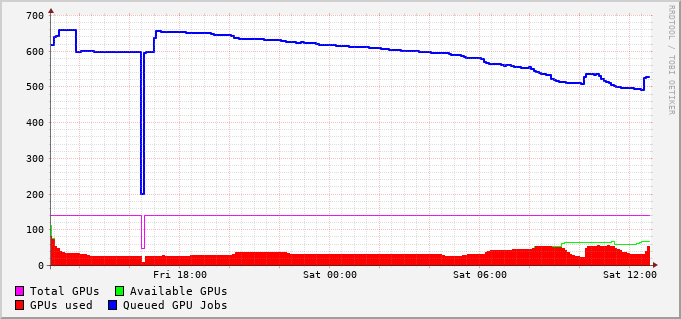 700
600
500
400
300
200
100
0
Fri 18:00 Sat 00:00 Sat 06:00 Sat 12:00
Total GPUs Available GPUs
GPUs used Queued GPU Jobs
RRDTOOL / TOBI OETIKER